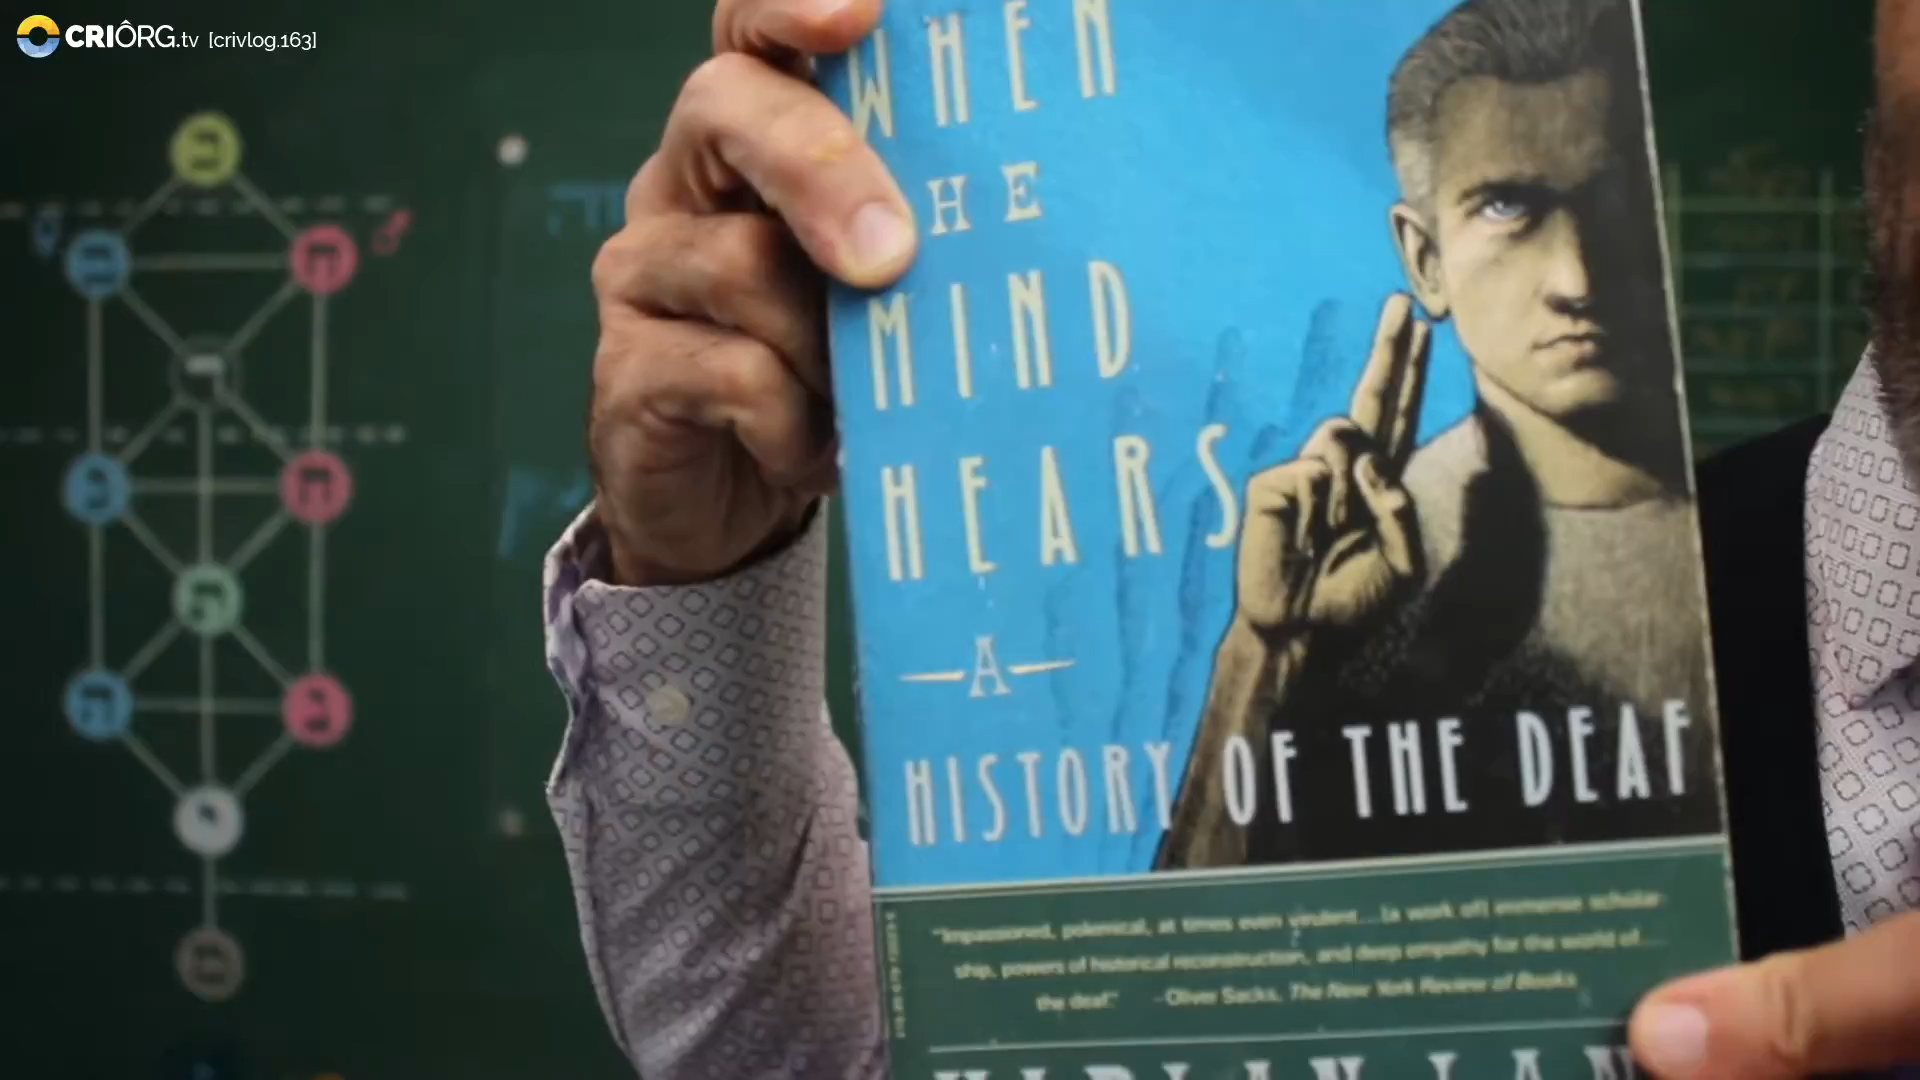 CRIÔRG.tv [crivlog.163]
WHEN
HE
MIND
HEARS
A
HISTORY OF THE DEAF
"Impassioned, polemical, at times even virulent...[a work of] immense scholar-
ship, powers of historical reconstruction, and deep empathy for the world of...
the deaf." -Oliver Sacks, The New York Review of Books
HARLAN LAN